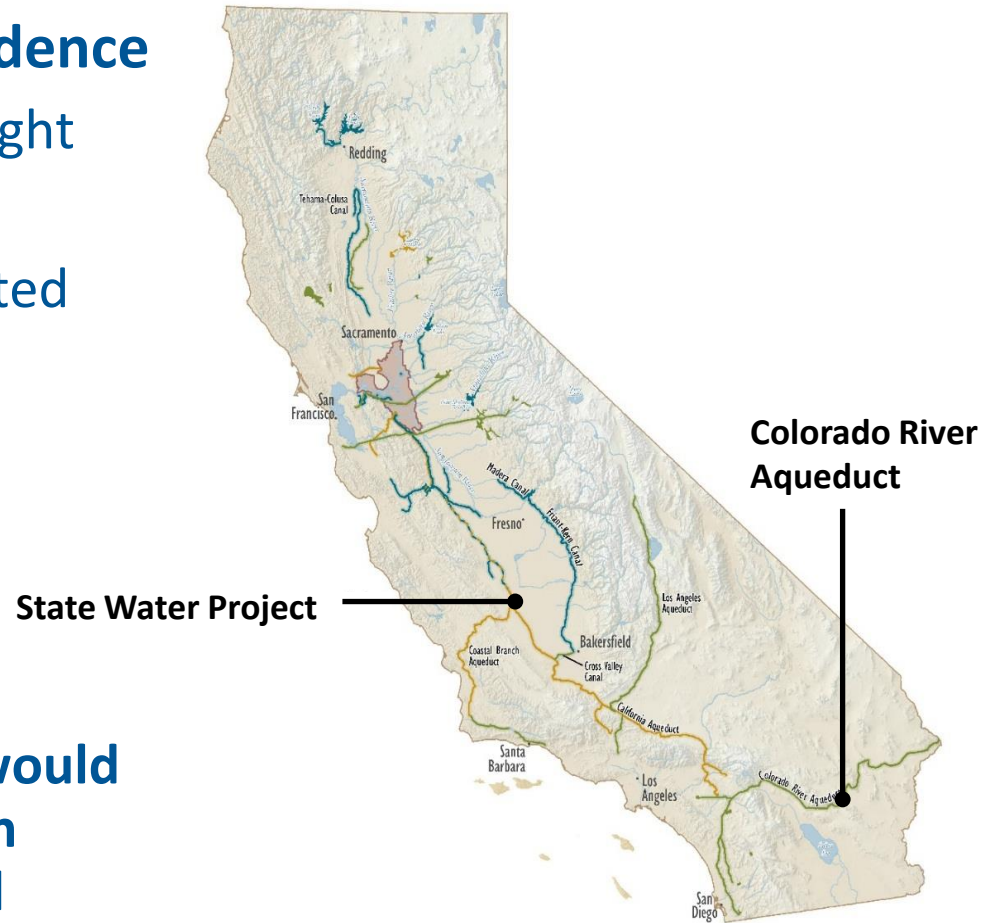 dence
ght
ted
would
n
d
Redding
Tehama-Colusa
Canal
Sacramento
San
Francisco
Madera Canal
Friant-Kern Canal
Fresno
Los Angeles
Aqueduct
Colorado River
Aqueduct
State Water Project
Bakersfield
Coastal Branch
Aqueduct
Cross Valley
Canal
California Aqueduct
Santa
Barbara
Los
Angeles
Colorado River Aqueduct
San
Diego